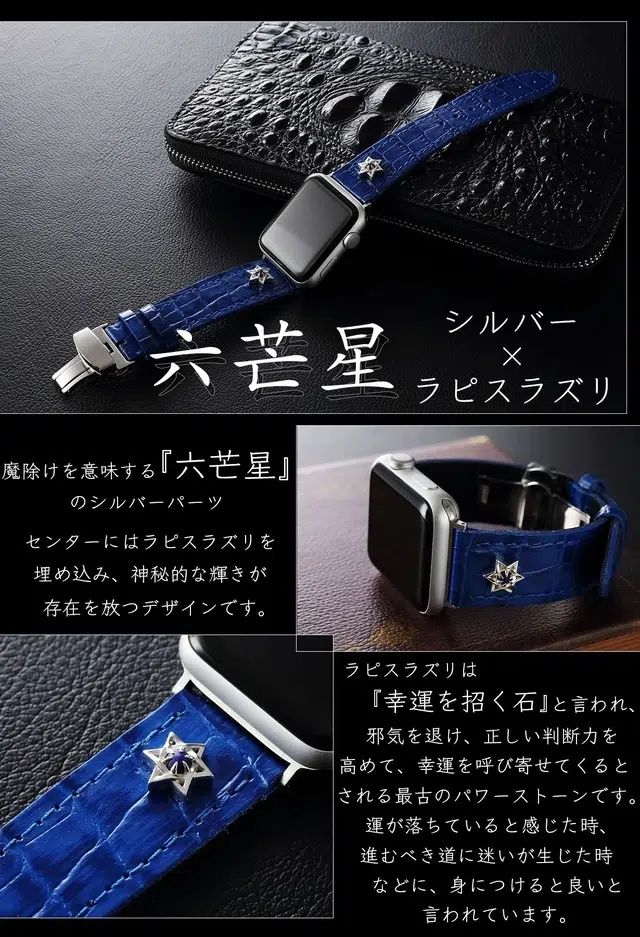 六芒星
シルバー
×
ラピスラズリ
魔除けを意味する『六芒星』
のシルバーパーツ
センターにはラピスラズリを
埋め込み、神秘的な輝きが
存在を放つデザインです。
ラピスラズリは
『幸運を招く石』と言われ、
邪気を退け、正しい判断力を
高めて、幸運を呼び寄せてくると
される最古のパワーストーンです。
運が落ちていると感じた時、
進むべき道に迷いが生じた時
などに、身につけると良いと
言われています。